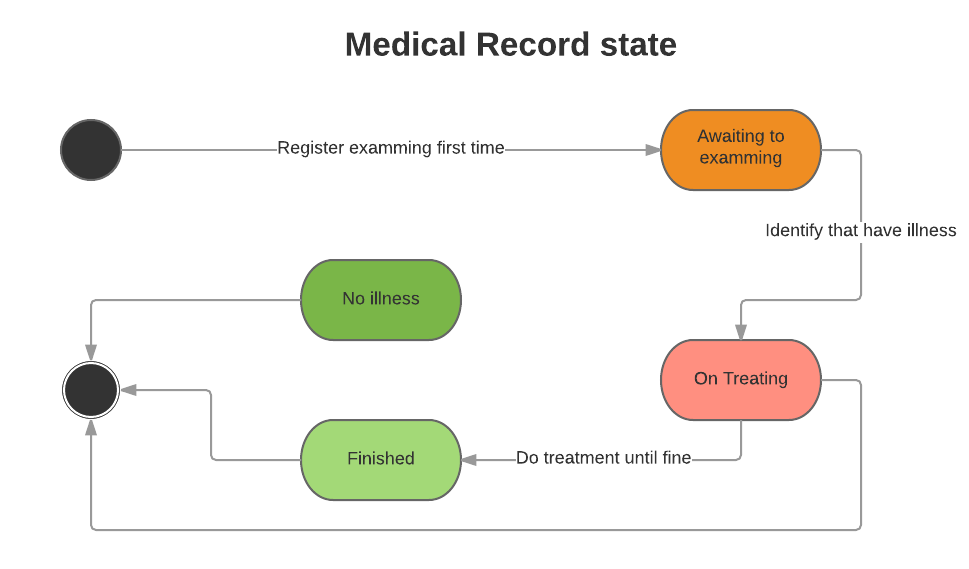 Medical Record state
Register examming first time
Awaiting to
examming
Identify that have illness
No illness
On Treating
Finished
Do treatment until fine